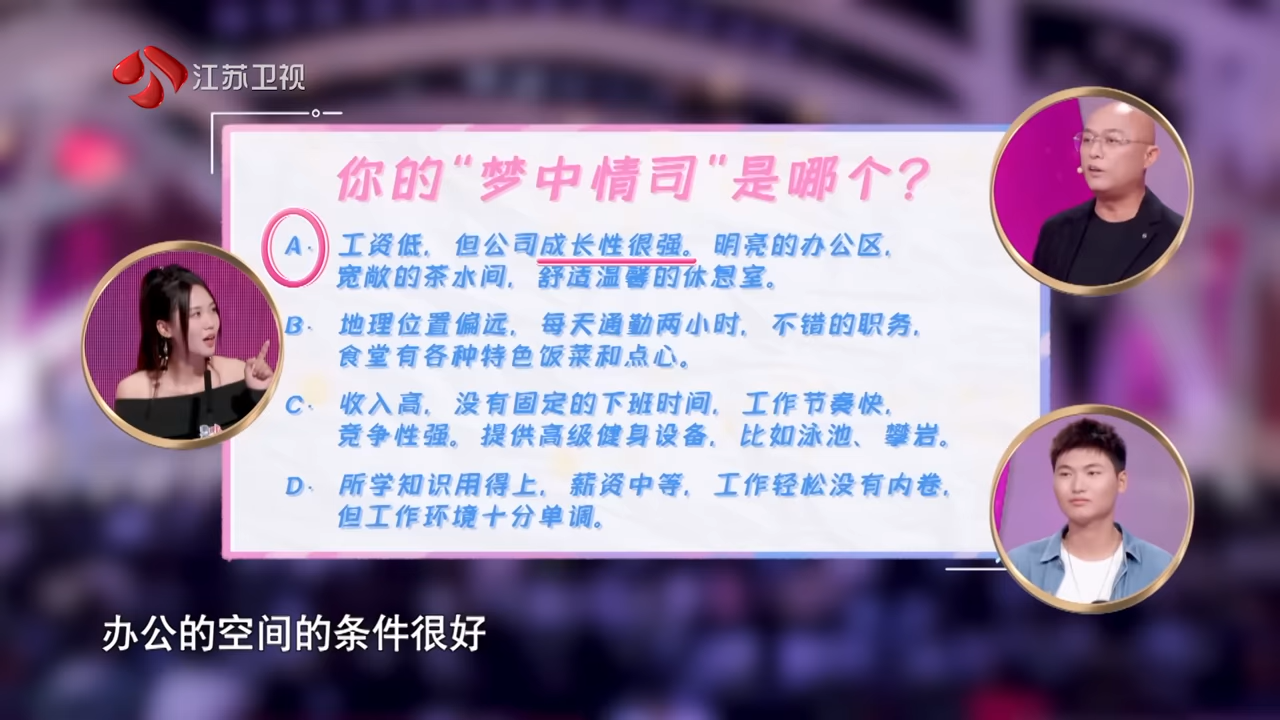 江苏卫视
你的“梦中情司”是哪个?
A· 工资低，但公司成长性很强。明亮的办公区，
宽敞的茶水间，舒适温馨的休息室。
B· 地理位置偏远，每天通勤两小时，不错的职务，
食堂有各种特色饭菜和点心。
C· 收入高，没有固定的下班时间，工作节奏快，
竞争性强。提供高级健身设备，比如泳池、攀岩。
D· 所学知识用得上，薪资中等，工作轻松没有内卷，
但工作环境十分单调。
办公的空间的条件很好